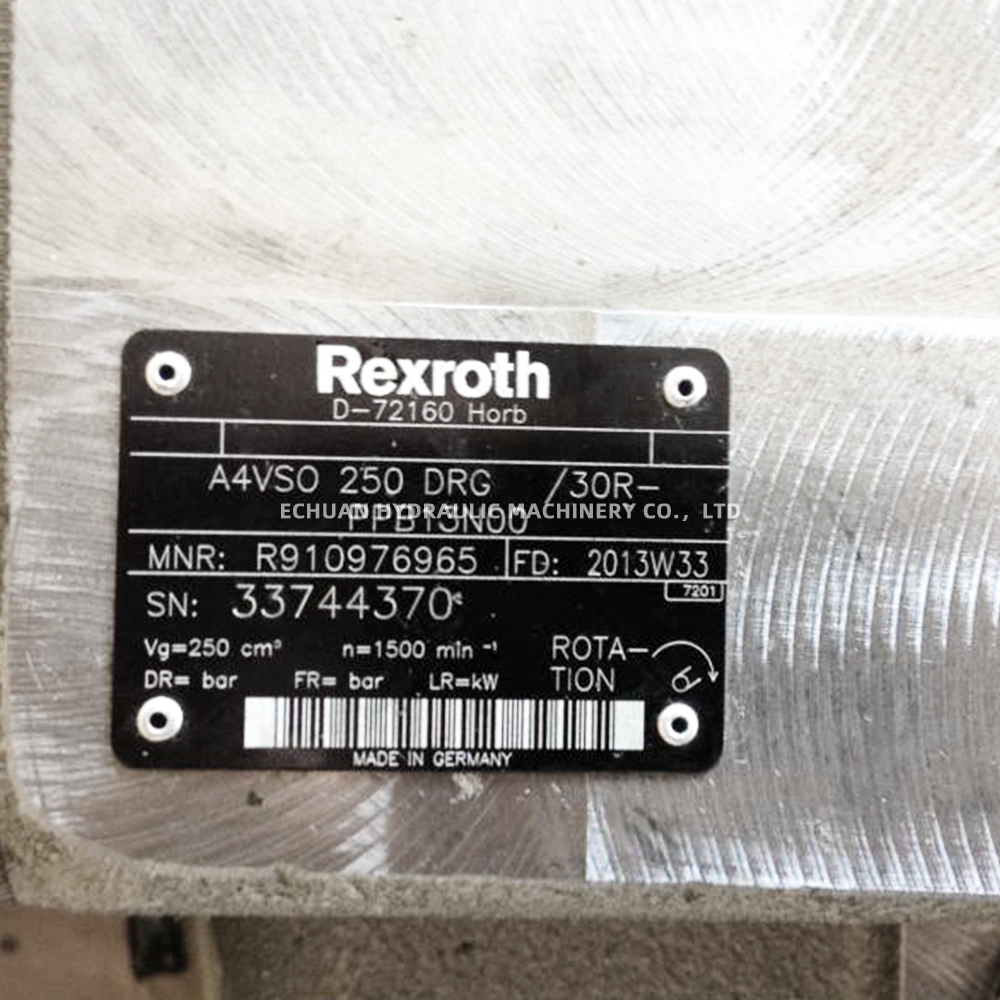 Rexroth
D-72160 Horb
A4VSO 250 DRG /30R-
PPB13N00
ECHUAN HYDRAULIC MACHINERY CO., LTD
MNR: R910976965 FD: 2013W33
7201
SN: 33744370
Vg=250 cm³ n=1500 min⁻¹ ROTA-
DR= bar FR= bar LR=kW TION
MADE IN GERMANY